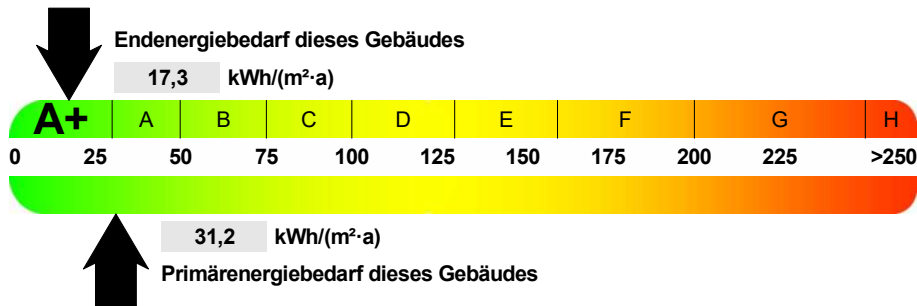 Endenergiebedarf dieses Gebäudes
17,3 kWh/(m²·a)
A+ A B C D E F G H
0 25 50 75 100 125 150 175 200 225 >250
31,2 kWh/(m²·a)
Primärenergiebedarf dieses Gebäudes